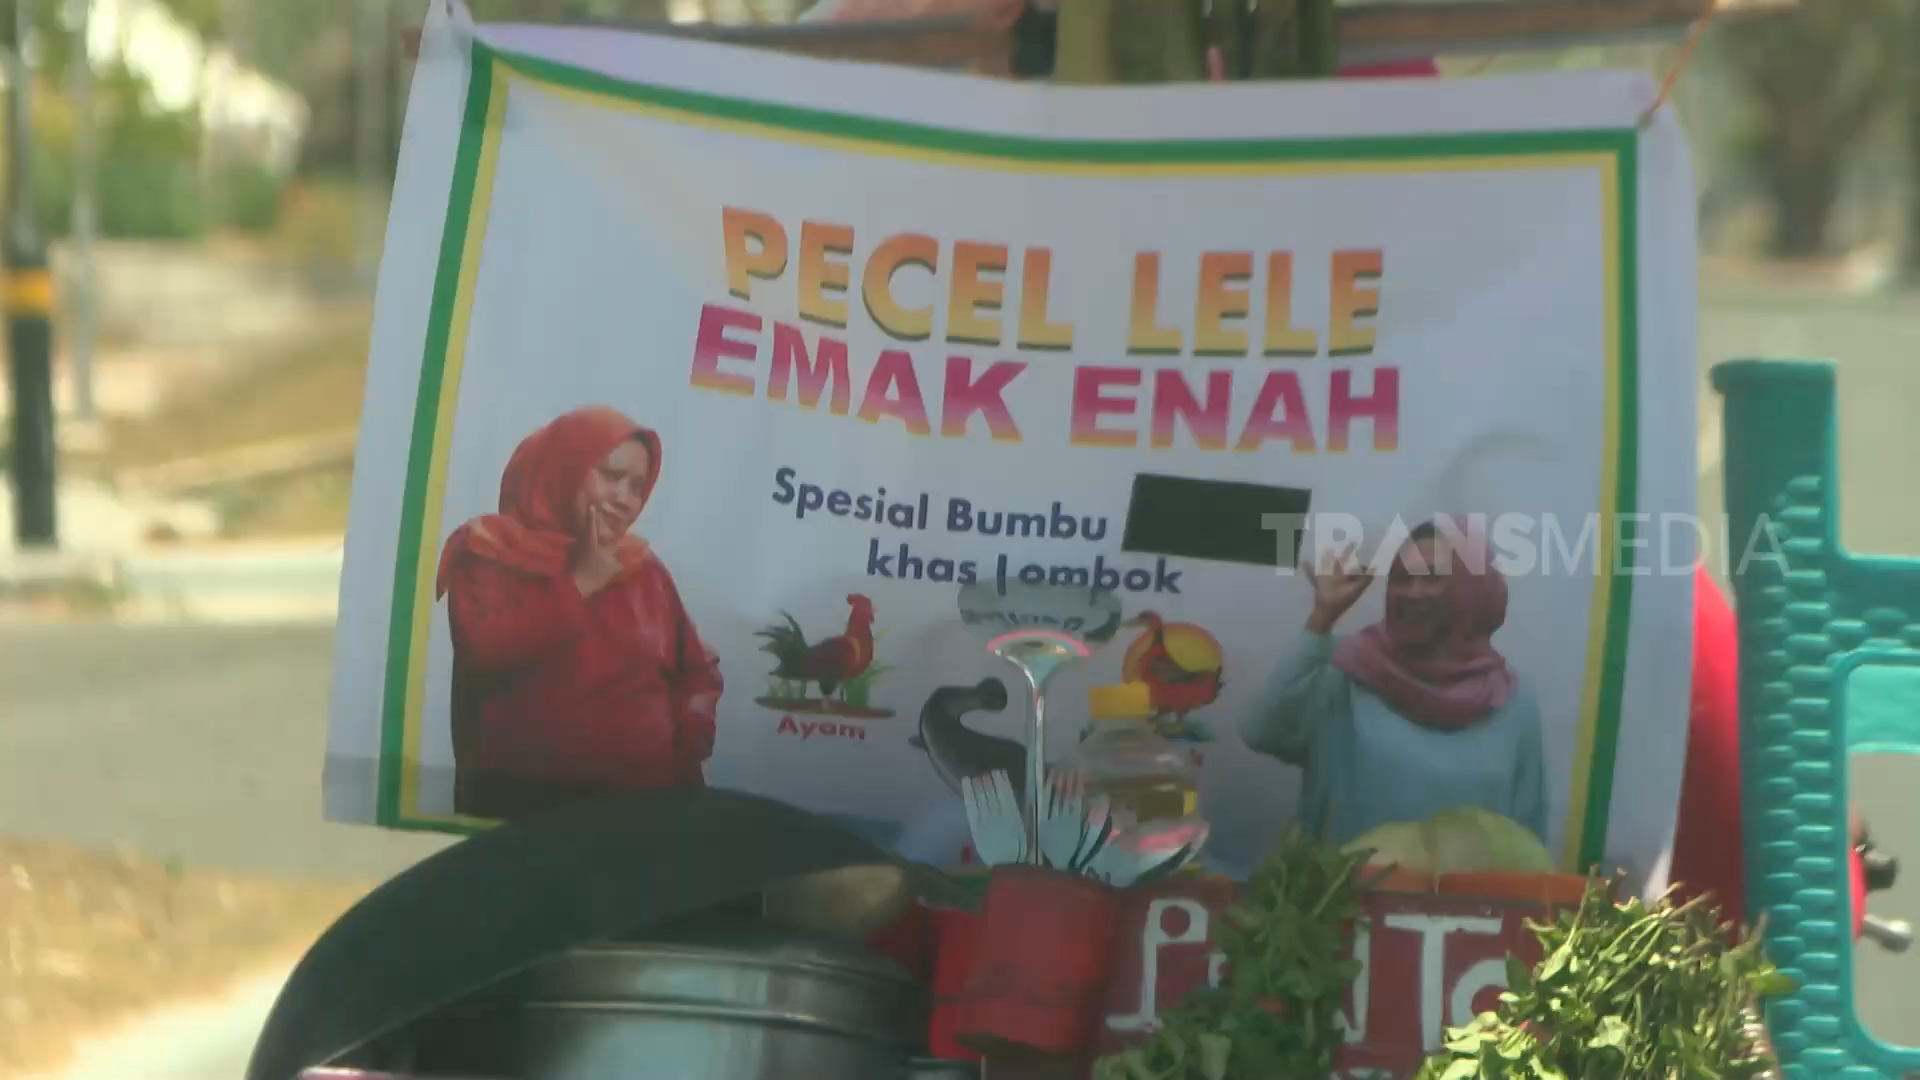 PECEL LELE
EMAK ENAH
Spesial Bumbu
khas Lombok
TRANSMEDIA
Ayam